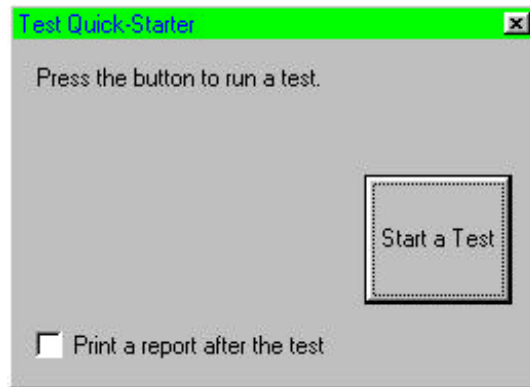 Test Quick-Starter
Press the button to run a test.
Start a Test
Print a report after the test